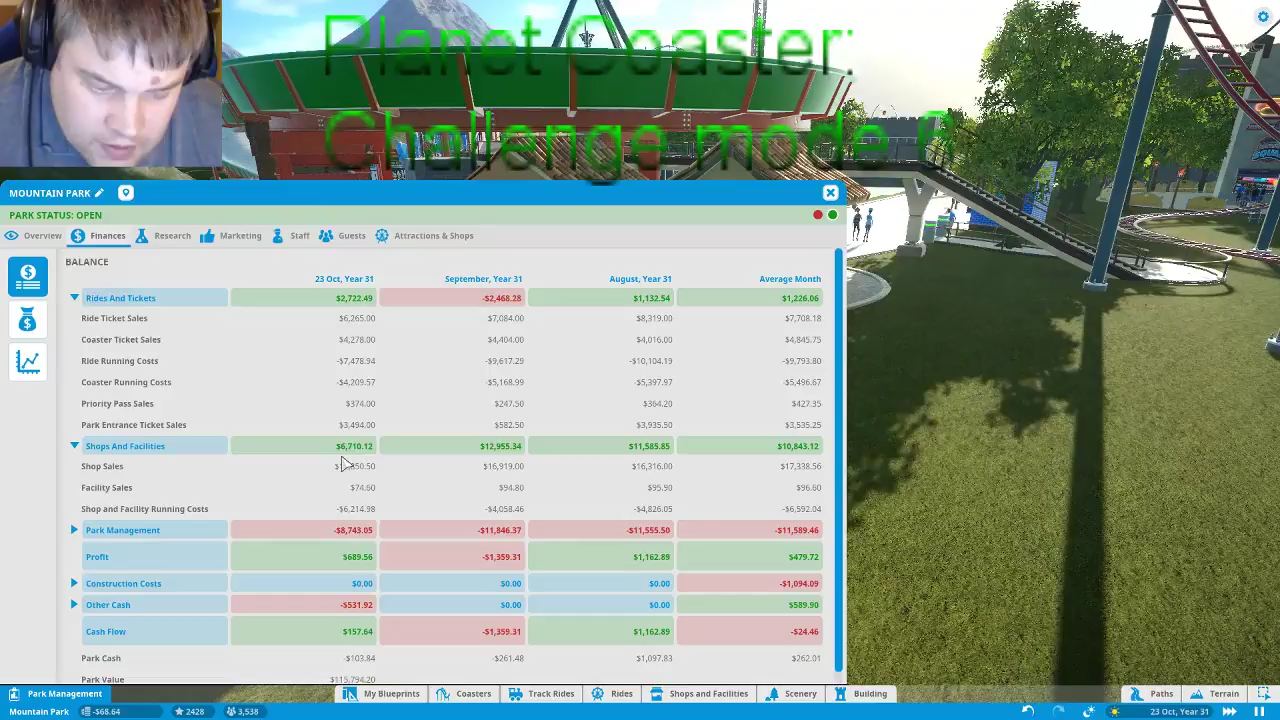 Planet Coaster:
Challenge mode
MOUNTAIN PARK
PARK STATUS: OPEN
Overview Finances Research Marketing Staff Guests Attractions & Shops
BALANCE
23 Oct, Year 31 September, Year 31 August, Year 31 Average Month
Rides And Tickets $2,722.49 -$2,468.28 $1,132.54 $1,226.06
Ride Ticket Sales $6,265.00 $7,084.00 $8,319.00 $7,708.18
Coaster Ticket Sales $4,278.00 $4,404.00 $4,016.00 $4,845.75
Ride Running Costs -$7,478.94 -$9,617.29 -$10,104.19 -$9,793.80
Coaster Running Costs -$4,209.57 -$5,168.99 -$5,397.97 -$5,496.67
Priority Pass Sales $374.00 $247.50 $364.20 $427.35
Park Entrance Ticket Sales $3,494.00 $582.50 $3,935.50 $3,535.25
Shops And Facilities $6,710.12 $12,955.34 $11,585.85 $10,843.12
Shop Sales $16,919.00 $16,316.00 $17,338.56
Facility Sales $74.60 $94.80 $95.90 $96.60
Shop and Facility Running Costs -$6,214.98 -$4,058.46 -$4,826.05 -$6,592.04
Park Management -$8,743.05 -$11,846.37 -$11,555.50 -$11,589.46
Profit $689.56 -$1,359.31 $1,162.89 $479.72
Construction Costs $0.00 $0.00 $0.00 -$1,094.09
Other Cash -$531.92 $0.00 $0.00 $589.90
Cash Flow $157.64 -$1,359.31 $1,162.89 -$24.46
Park Cash -$103.84 -$261.48 $1,097.83 $262.01
Park Value $115,794.20
Park Management My Blueprints Coasters Track Rides Rides Shops and Facilities Scenery Building Paths Terrain
Mountain Park -$68.64 2428 3,538 23 Oct, Year 31